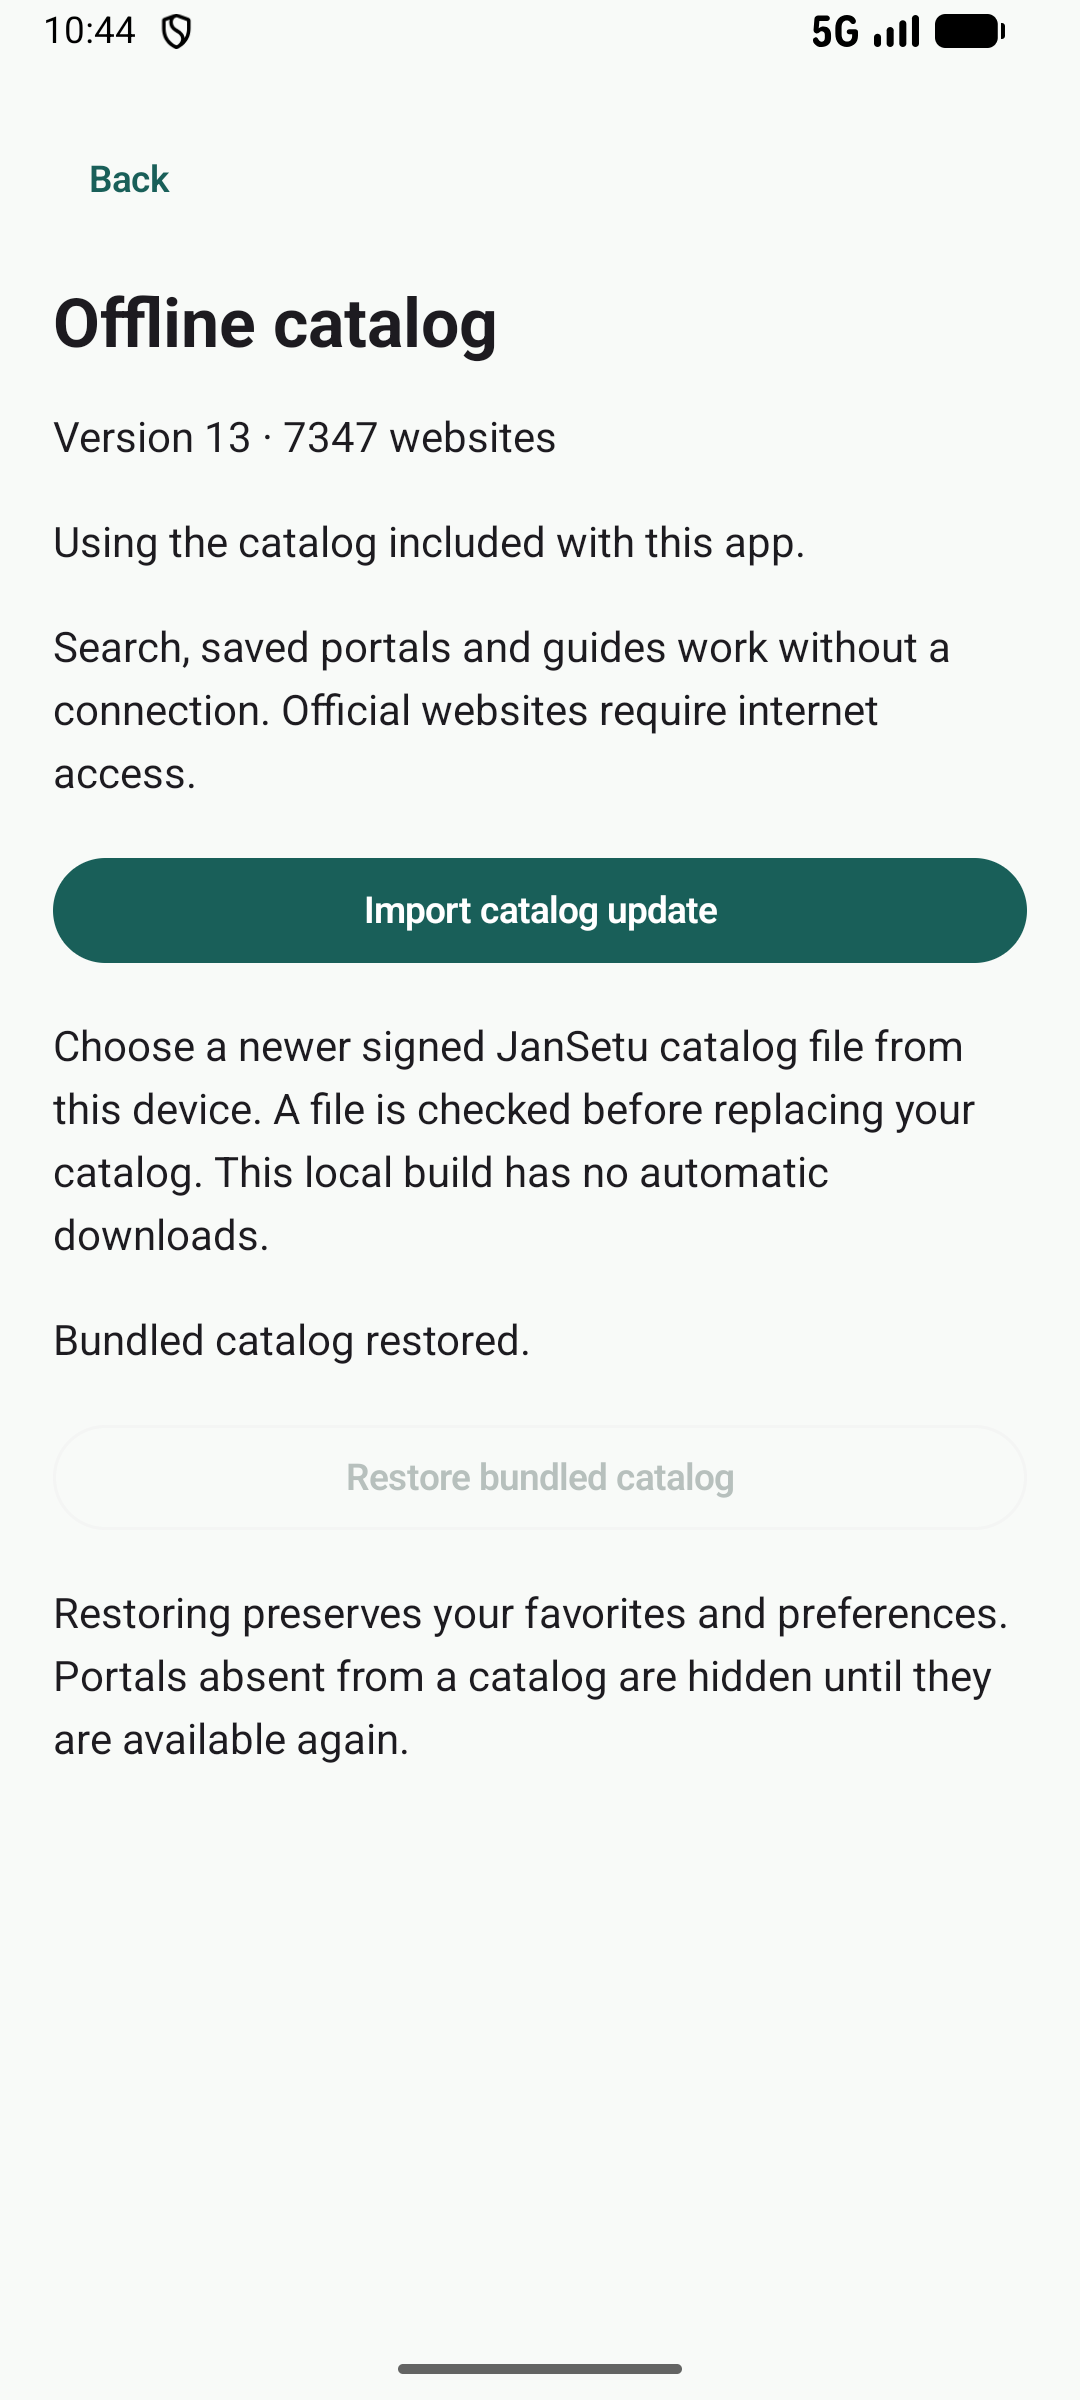 10:44
5G
Back
Offline catalog
Version 13 · 7347 websites
Using the catalog included with this app.
Search, saved portals and guides work without a
connection. Official websites require internet
access.
Import catalog update
Choose a newer signed JanSetu catalog file from
this device. A file is checked before replacing your
catalog. This local build has no automatic
downloads.
Bundled catalog restored.
Restore bundled catalog
Restoring preserves your favorites and preferences.
Portals absent from a catalog are hidden until they
are available again.